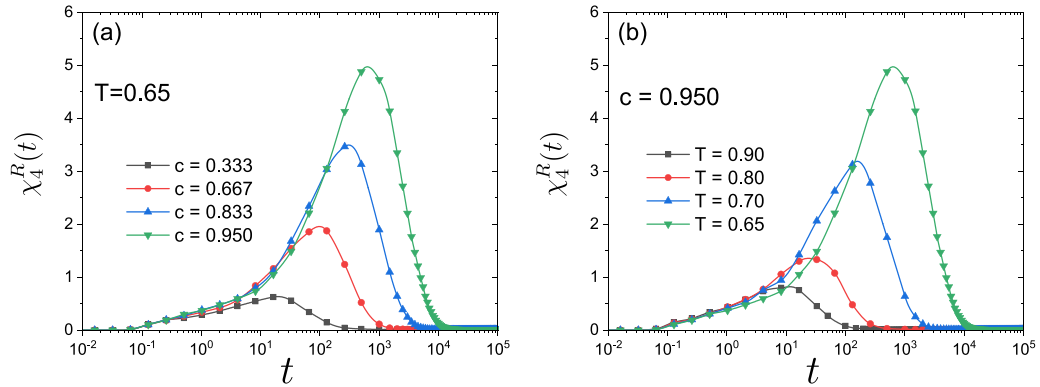 (a)
T=0.65
c = 0.333
c = 0.667
c = 0.833
c = 0.950
χ₄ᴿ(t)
0 1 2 3 4 5 6
10⁻² 10⁻¹ 10⁰ 10¹ 10² 10³ 10⁴ 10⁵
t
(b)
c = 0.950
T = 0.90
T = 0.80
T = 0.70
T = 0.65
χ₄ᴿ(t)
0 1 2 3 4 5 6
10⁻² 10⁻¹ 10⁰ 10¹ 10² 10³ 10⁴ 10⁵
t